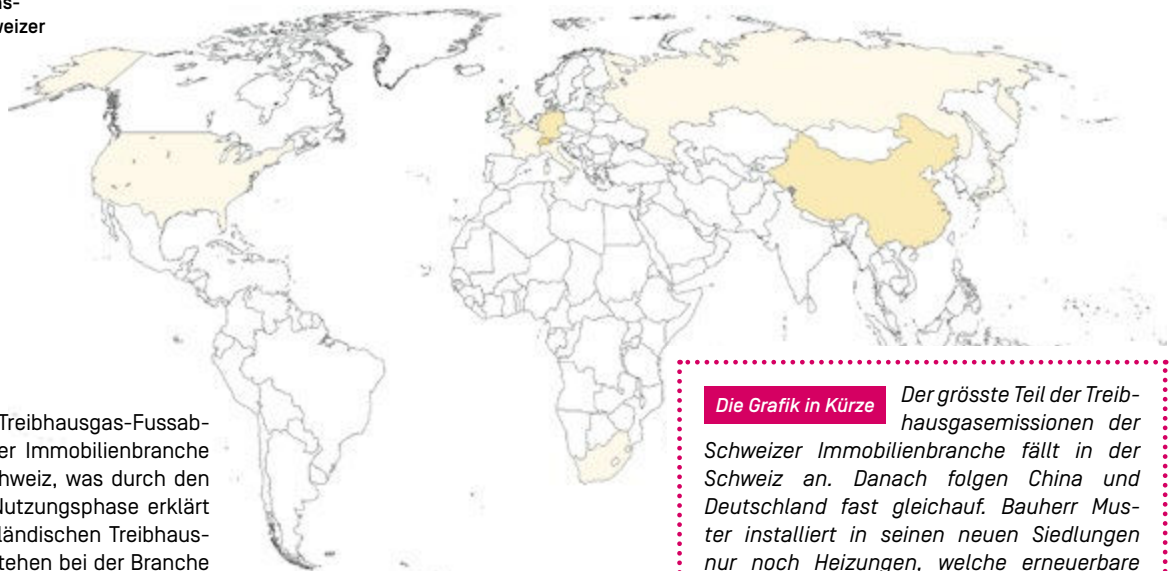 weizer
Treibhausgas-Fussab-
er Immobilienbranche
hweiz, was durch den
Nutzungsphase erklärt
ländischen Treibhaus-
tehen bei der Branche
Die Grafik in Kürze
Der grösste Teil der Treib-
hausgasemissionen der
Schweizer Immobilienbranche fällt in der
Schweiz an. Danach folgen China und
Deutschland fast gleichauf. Bauherr Mus-
ter installiert in seinen neuen Siedlungen
nur noch Heizungen, welche erneuerbare